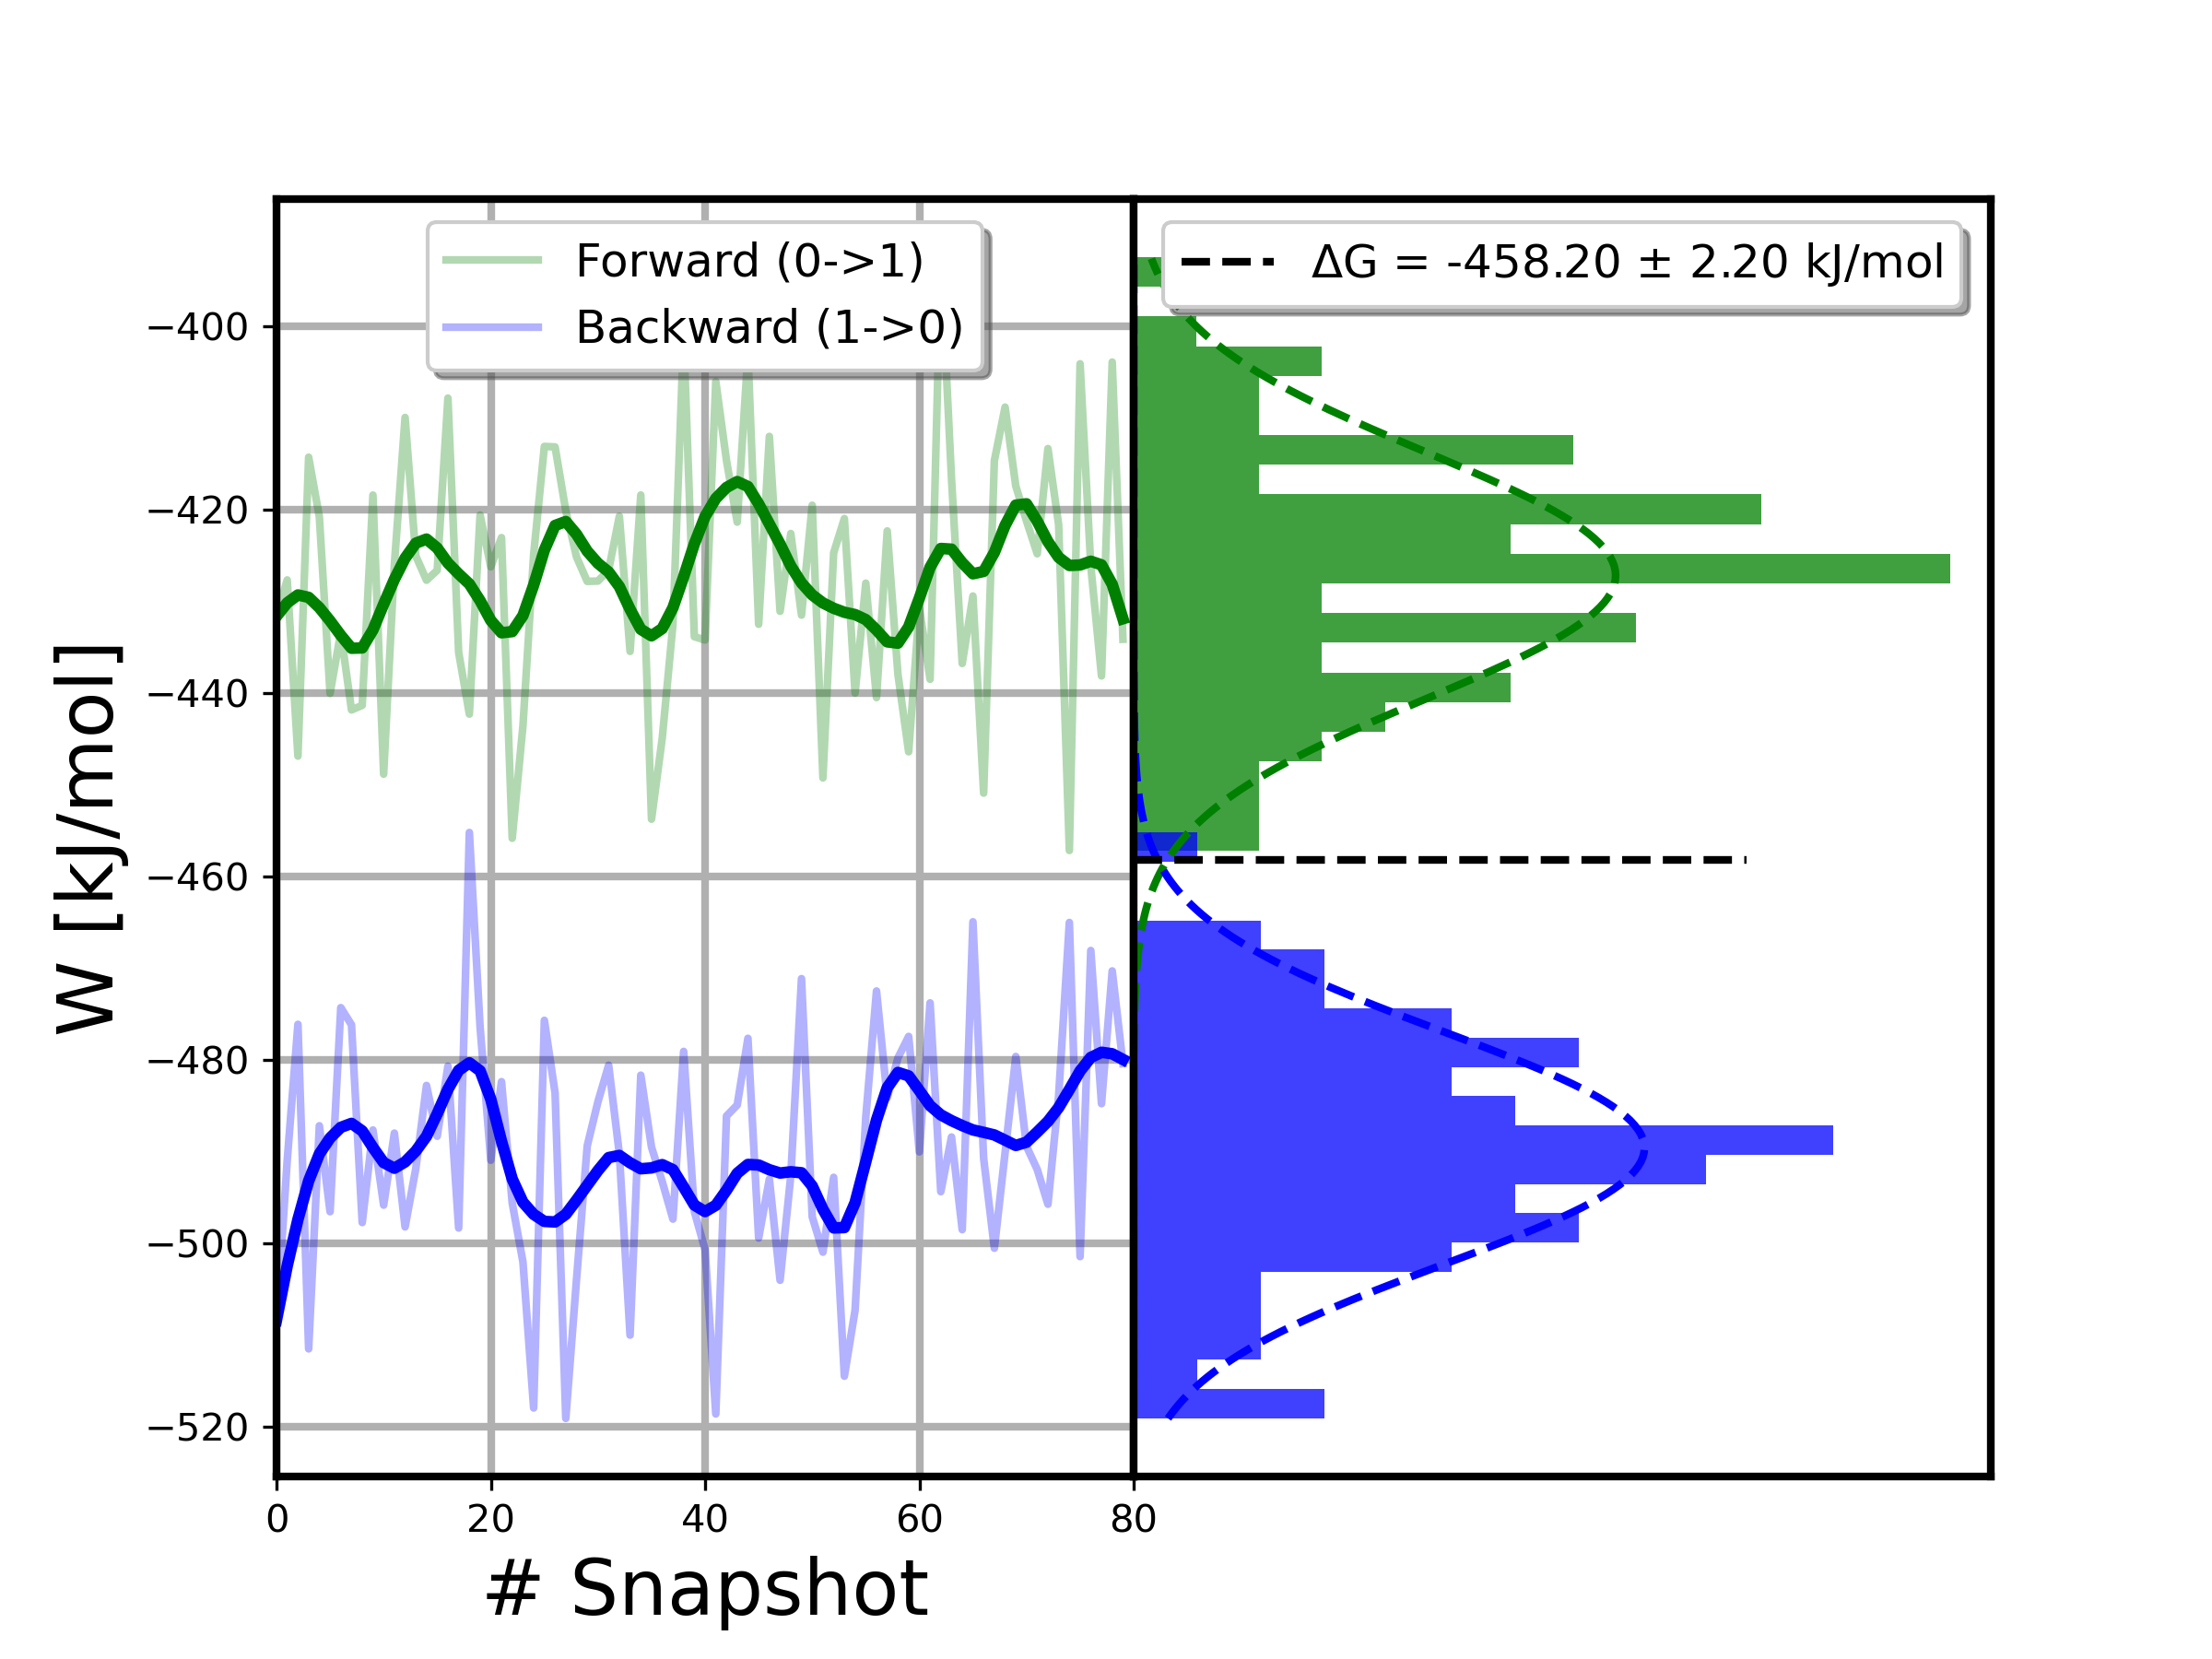 Forward (0->1)
Backward (1->0)
ΔG = -458.20 ± 2.20 kJ/mol
W [kJ/mol]
−400
−420
−440
−460
−480
−500
−520
0 20 40 60 80
# Snapshot